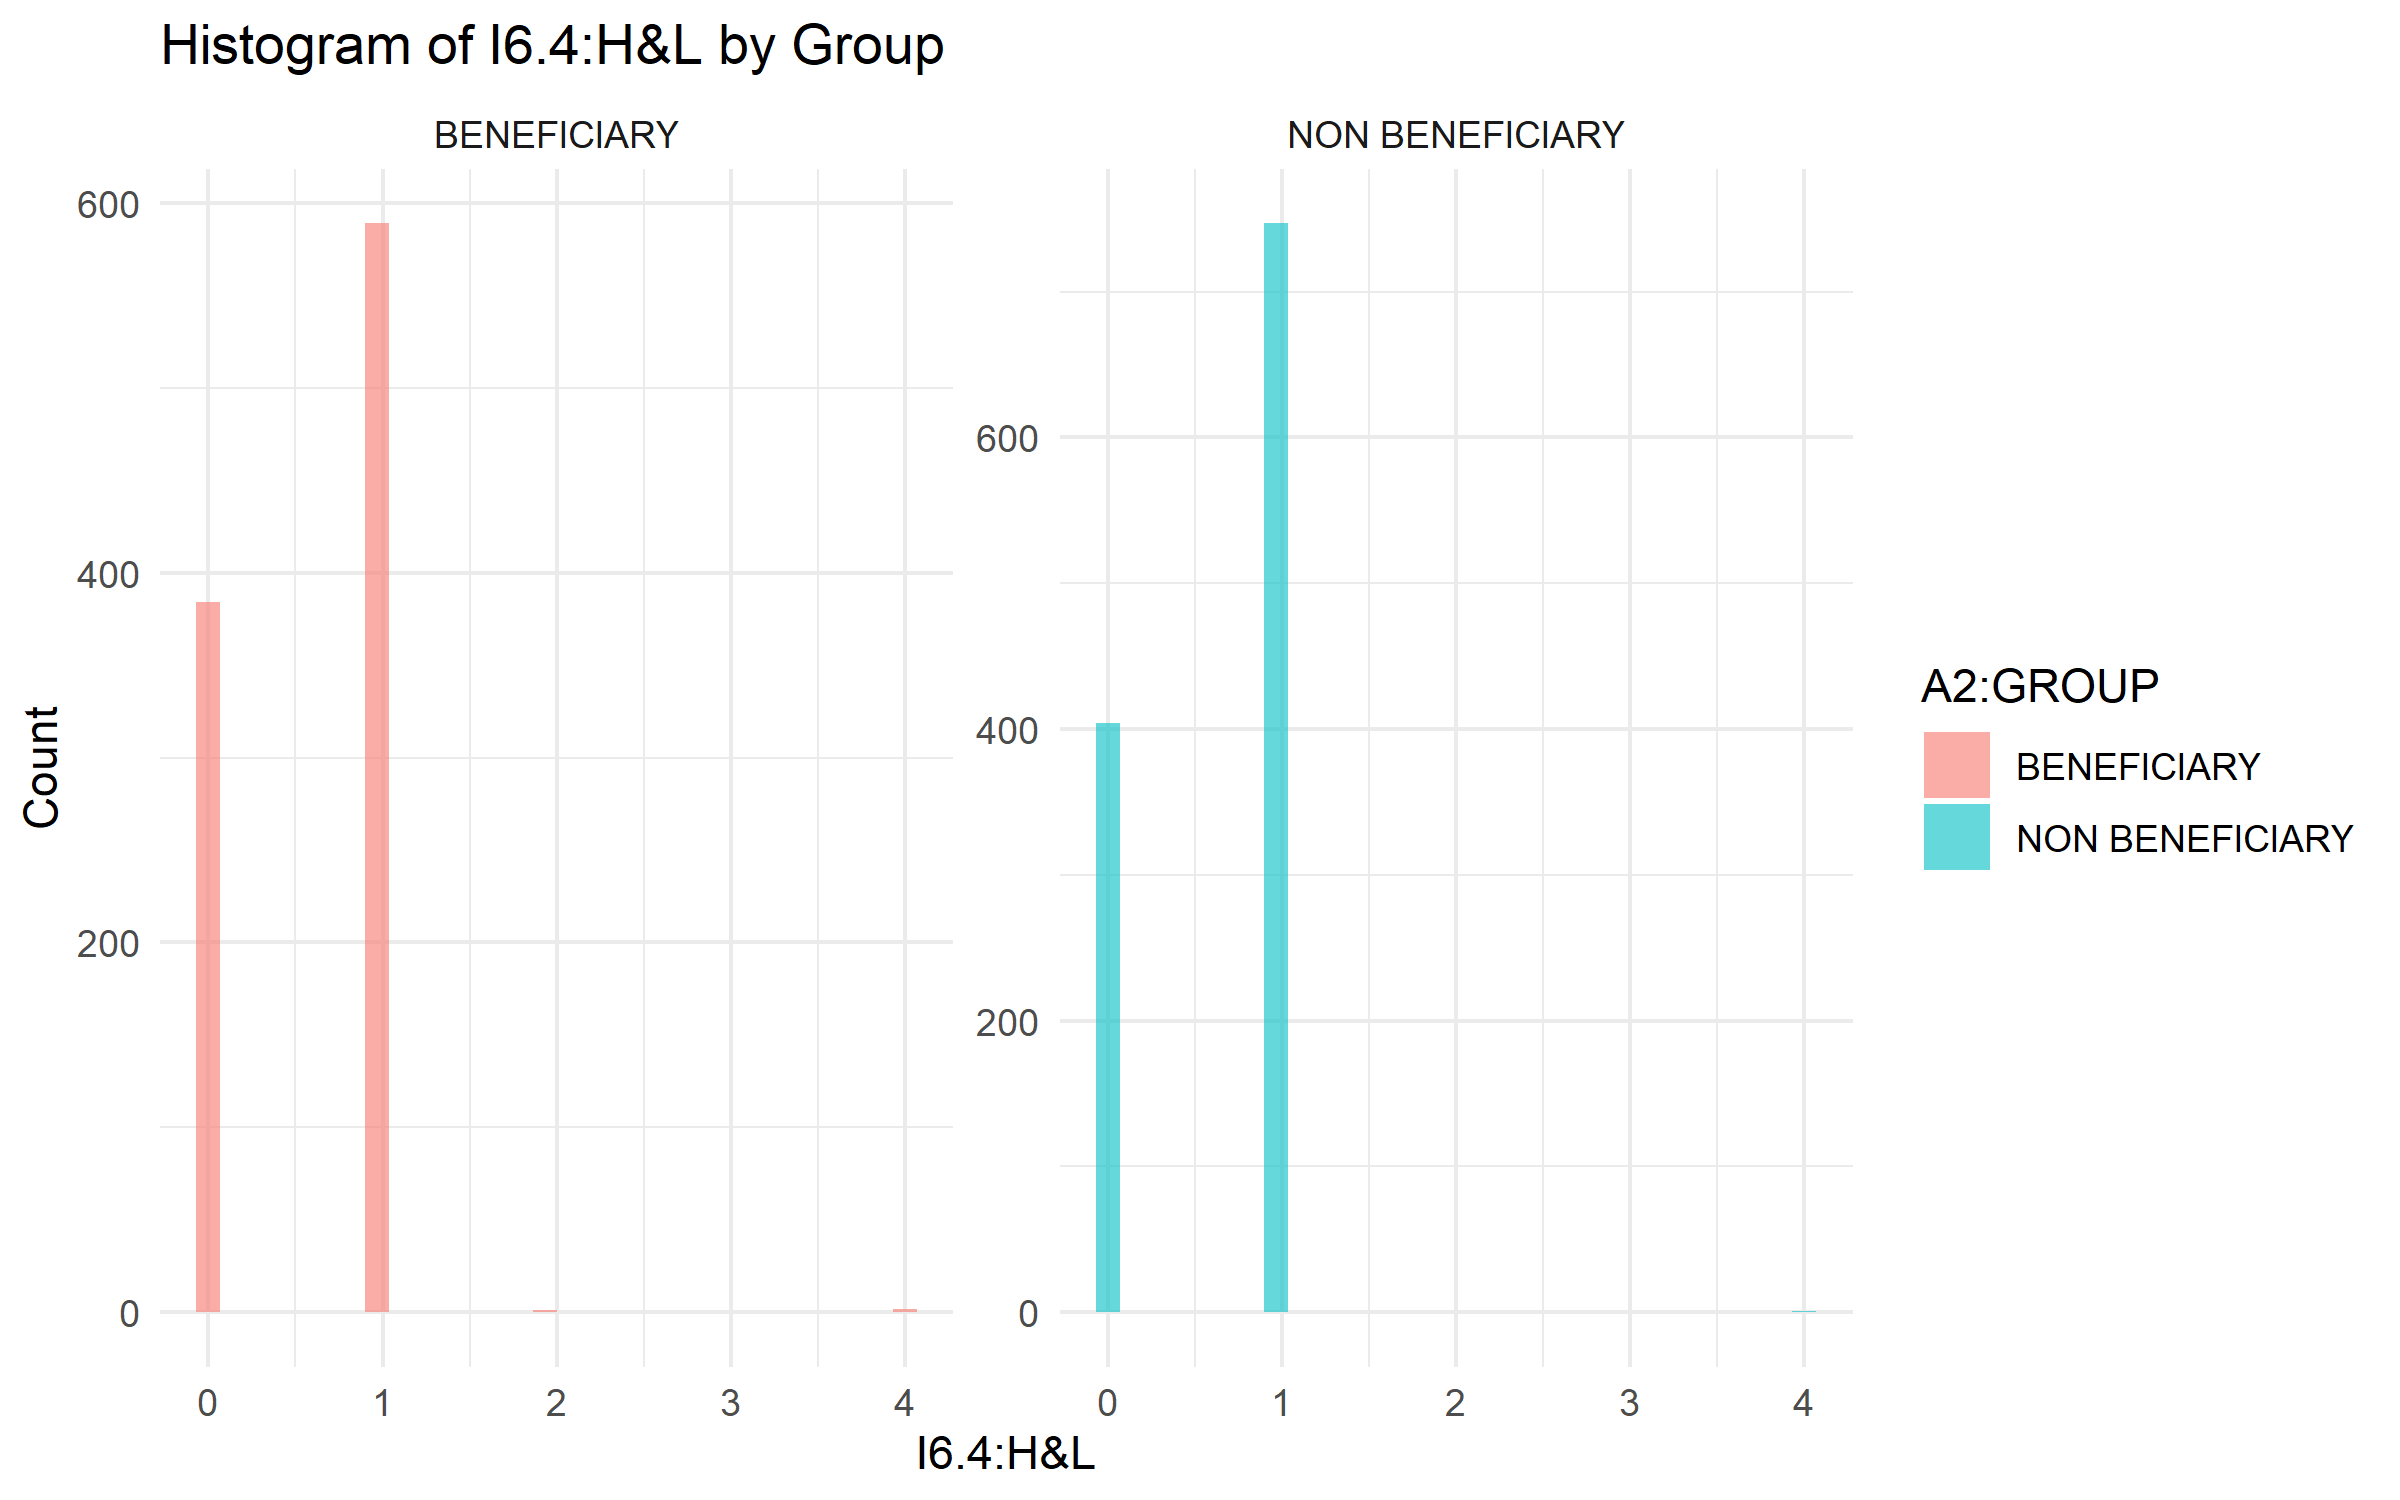 Histogram of I6.4:H&L by Group
BENEFICIARY
NON BENEFICIARY
600
400
200
0
600
400
200
0
Count
0 1 2 3 4
0 1 2 3 4
I6.4:H&L
A2:GROUP
BENEFICIARY
NON BENEFICIARY